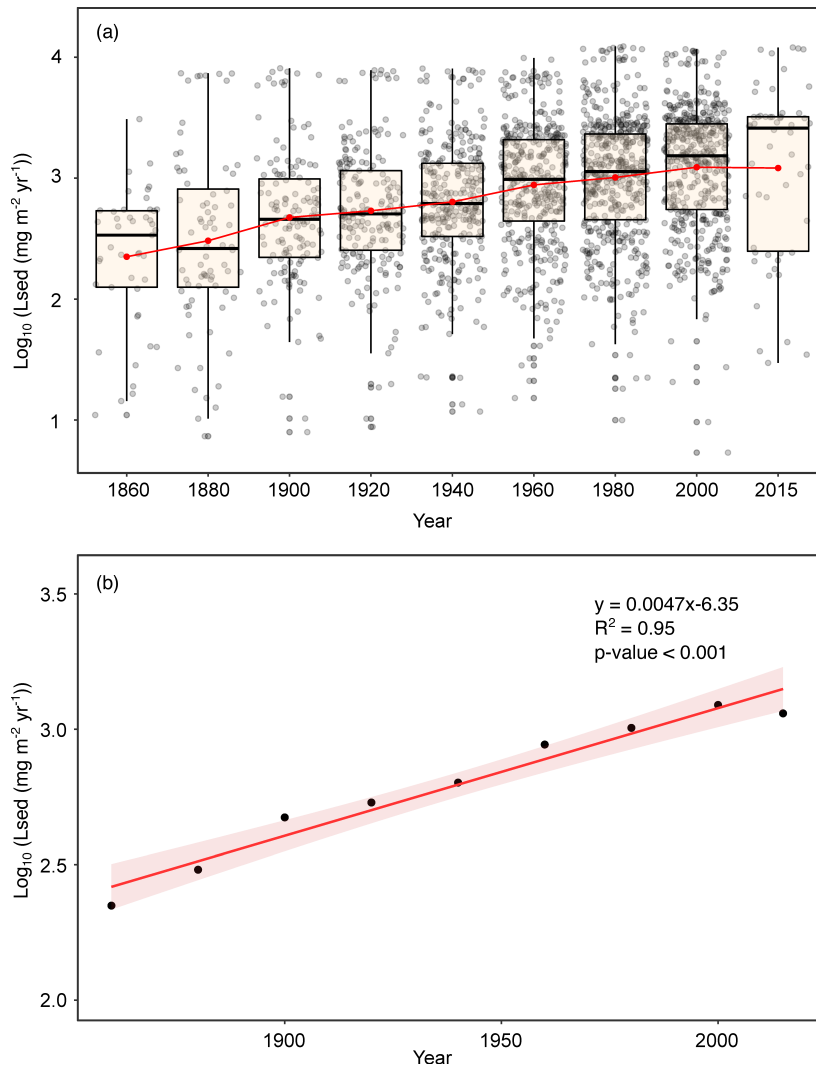 (a)
4
3
2
1
Log₁₀ (Lsed (mg m⁻² yr⁻¹))
1860 1880 1900 1920 1940 1960 1980 2000 2015
Year
(b)
y = 0.0047x-6.35
R² = 0.95
p-value < 0.001
3.5
3.0
2.5
2.0
Log₁₀ (Lsed (mg m⁻² yr⁻¹))
1900 1950 2000
Year